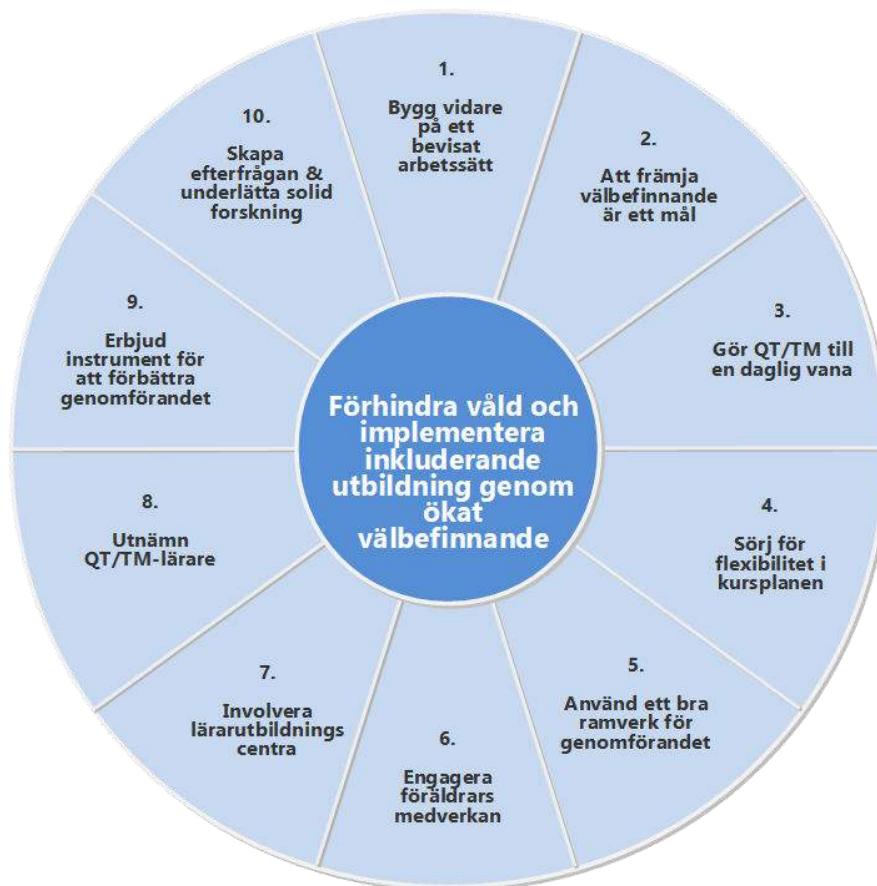 1.
Bygg vidare
på ett
bevisat
arbetssätt
2.
Att främja
välbefinnande
är ett mål
3.
Gör QT/TM till
en daglig vana
4.
Sörj för
flexibilitet i
kursplanen
5.
Använd ett bra
ramverk för
genomförandet
6.
Engagera
föräldrars
medverkan
7.
Involvera
lärarutbildnings
centra
8.
Utnämn
QT/TM-lärare
9.
Erbjud
instrument för
att förbättra
genomförandet
10.
Skapa
efterfrågan &
underlätta solid
forskning
Förhindra våld och
implementera
inkluderande
utbildning genom
ökat
välbefinnande